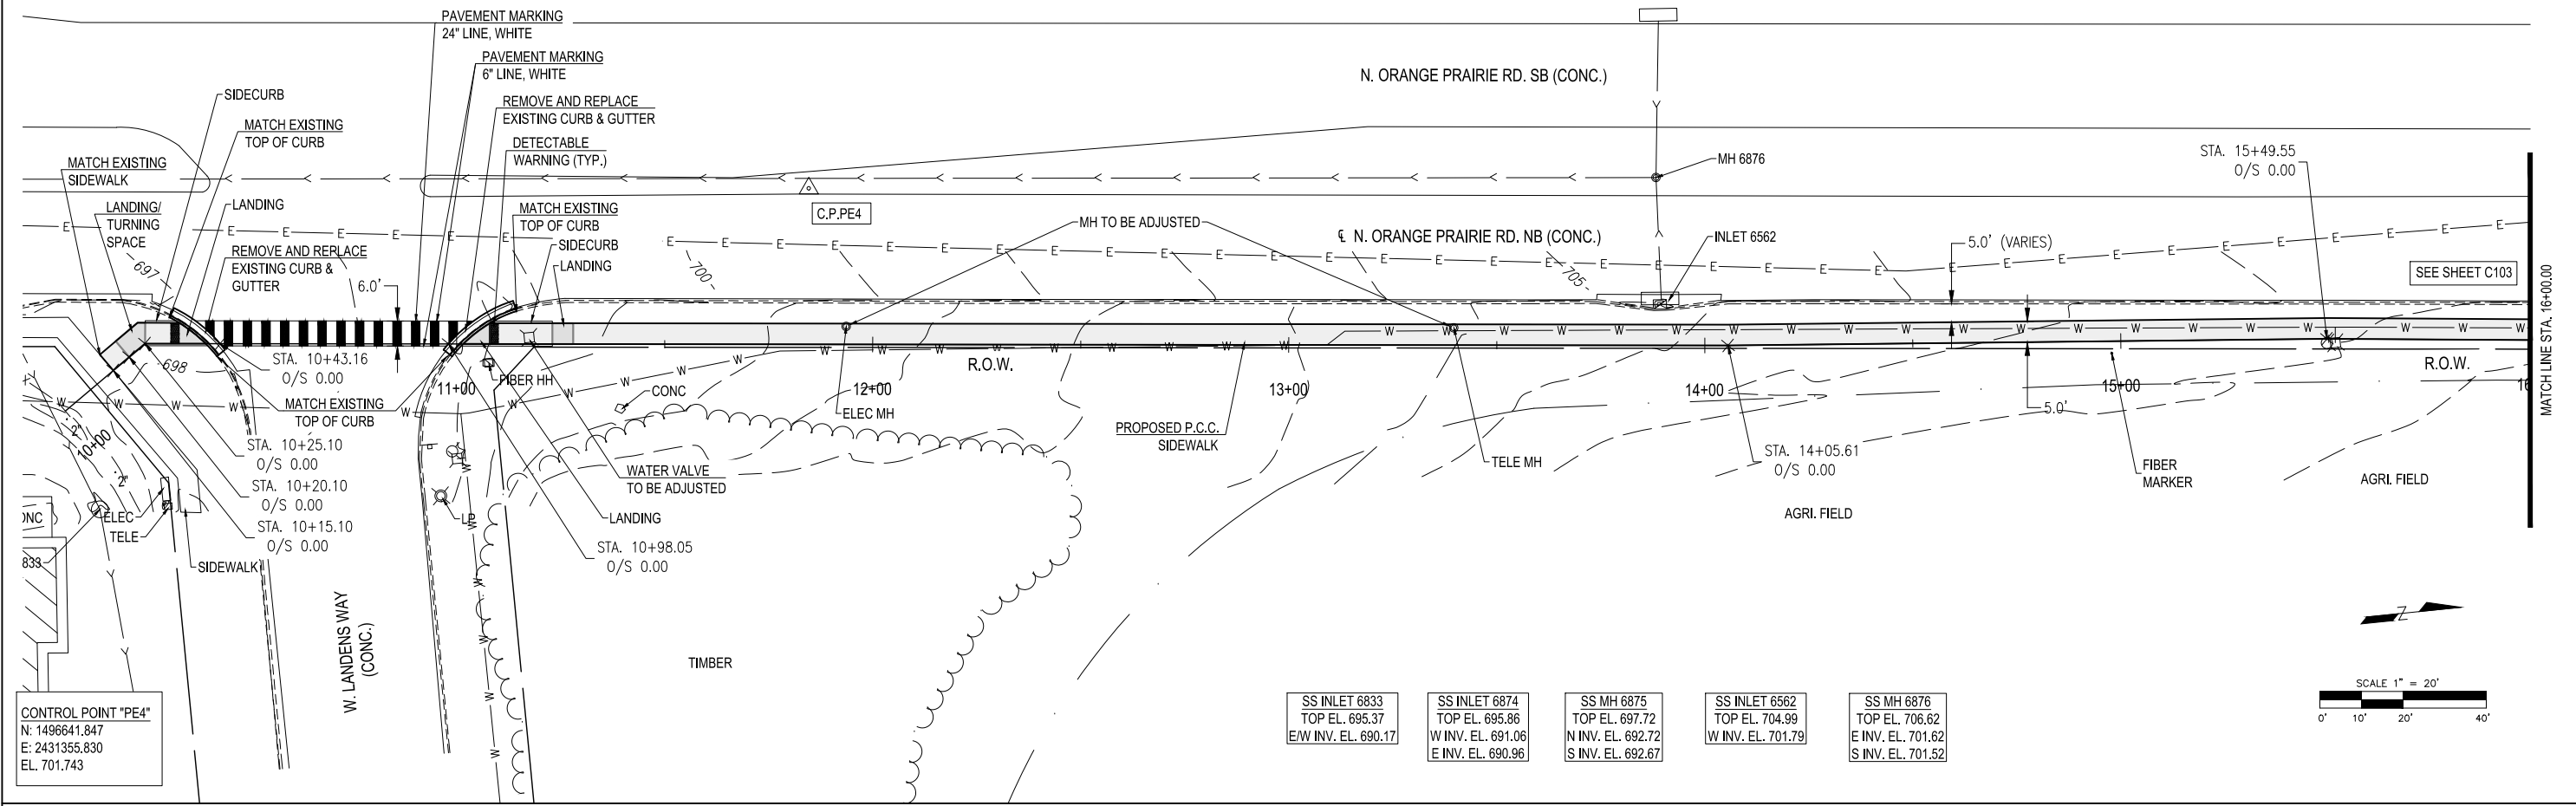 PAVEMENT MARKING
24" LINE, WHITE
PAVEMENT MARKING
6" LINE, WHITE
N. ORANGE PRAIRIE RD. SB (CONC.)
SIDECURB
REMOVE AND REPLACE
EXISTING CURB & GUTTER
MATCH EXISTING
TOP OF CURB
DETECTABLE
WARNING (TYP.)
MATCH EXISTING
SIDEWALK
MH 6876
STA. 15+49.55
O/S 0.00
LANDING/
TURNING
SPACE
LANDING
C.P.PE4
MATCH EXISTING
TOP OF CURB
MH TO BE ADJUSTED
℄ N. ORANGE PRAIRIE RD. NB (CONC.)
INLET 6562
5.0' (VARIES)
SIDECURB
LANDING
REMOVE AND REPLACE
EXISTING CURB &
GUTTER
697
700
705
6.0'
SEE SHEET C103
MATCH LINE STA. 16+00.00
698
STA. 10+43.16
O/S 0.00
FIBER HH
11+00
12+00
13+00
14+00
15+00
16
R.O.W.
R.O.W.
CONC
ELEC MH
MATCH EXISTING
TOP OF CURB
5.0'
PROPOSED P.C.C.
SIDEWALK
10+00
2"
2"
STA. 10+25.10
O/S 0.00
STA. 10+20.10
O/S 0.00
STA. 10+15.10
O/S 0.00
WATER VALVE
TO BE ADJUSTED
TELE MH
STA. 14+05.61
O/S 0.00
FIBER
MARKER
AGRI. FIELD
AGRI. FIELD
ONC
ELEC
TELE
LP
LANDING
STA. 10+98.05
O/S 0.00
833
SIDEWALK
W. LANDENS WAY
(CONC.)
TIMBER
Z
SCALE 1" = 20'
0' 10' 20' 40'
CONTROL POINT "PE4"
N: 1496641.847
E: 2431355.830
EL. 701.743
SS INLET 6833
TOP EL. 695.37
E/W INV. EL. 690.17
SS INLET 6874
TOP EL. 695.86
W INV. EL. 691.06
E INV. EL. 690.96
SS MH 6875
TOP EL. 697.72
N INV. EL. 692.72
S INV. EL. 692.67
SS INLET 6562
TOP EL. 704.99
W INV. EL. 701.79
SS MH 6876
TOP EL. 706.62
E INV. EL. 701.62
S INV. EL. 701.52